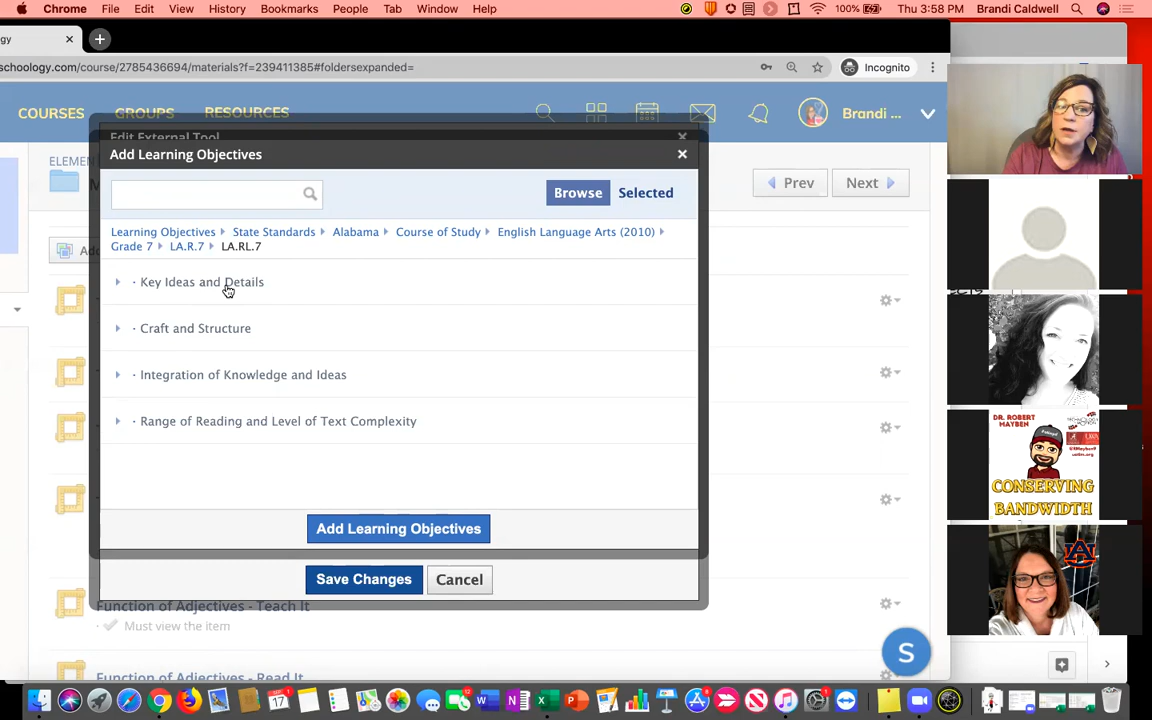 Chrome File Edit View History Bookmarks People Tab Window Help 100% Thu 3:58 PM Brandi Caldwell
gy
schoology.com/course/2785436694/materials?f=239411385#foldersexpanded= Incognito
COURSES GROUPS RESOURCES Brandi ...
Edit External Tool
Add Learning Objectives
ELEMEN
Browse Selected
Prev Next
Learning Objectives State Standards Alabama Course of Study English Language Arts (2010)
Grade 7 LA.R.7 LA.RL.7
Add
· Key Ideas and Details
· Craft and Structure
· Integration of Knowledge and Ideas
· Range of Reading and Level of Text Complexity
Add Learning Objectives
Save Changes Cancel
Function of Adjectives - Teach It
Must view the item
Function of Adjectives - Read It
S
DR. ROBERT
MAYBEN
CONSERVING
BANDWIDTH